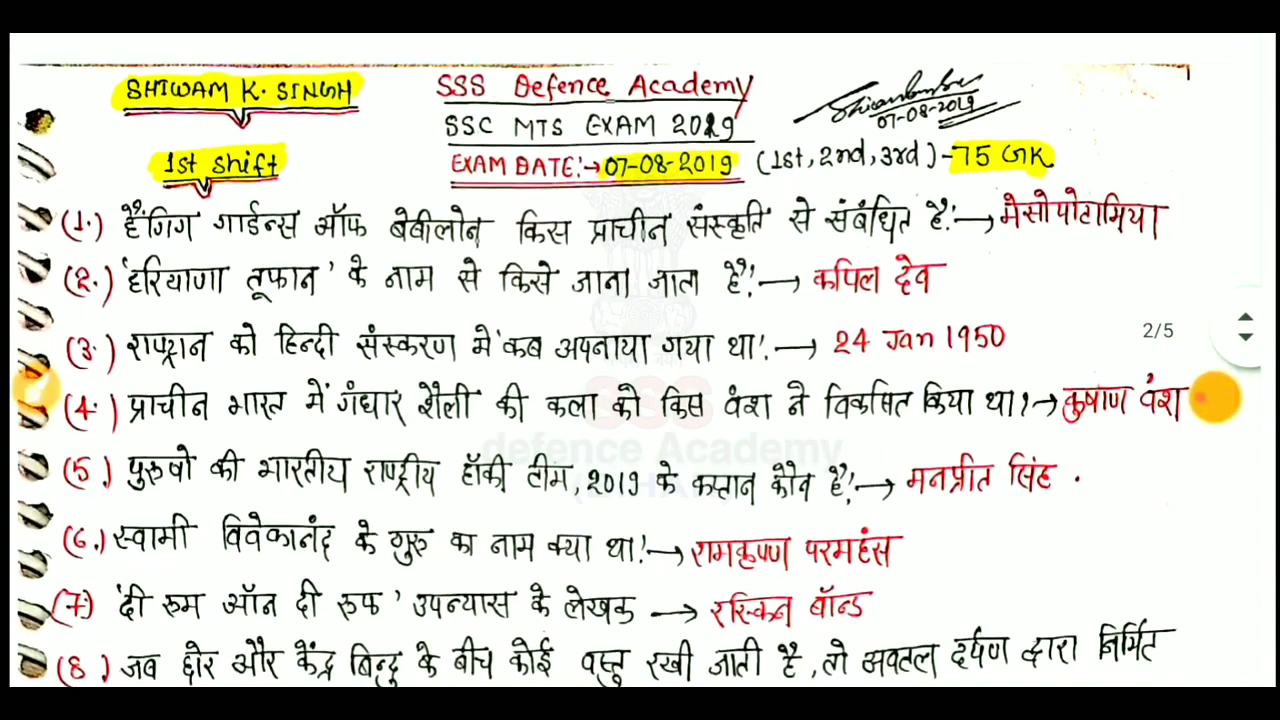 SHIWAM K. SINGH
SSS Defence Academy
07-08-2019
SSC MTS EXAM 2019
1st shift
EXAM DATE:→ 07-08-2019 (1st, 2nd, 3rd) - 75 GK
(1.) हैंगिग गार्डन्स ऑफ बेबीलोन किस प्राचीन संस्कृति से संबंधित है:→ मेसोपोटामिया
(2.) 'हरियाणा तूफान' के नाम से किसे जाना जाता है?:→ कपिल देव
(3.) राष्ट्रगान को हिन्दी संस्करण में कब अपनाया गया था:→ 24 Jan 1950
2/5
(4.) प्राचीन भारत में गंधार शैली की कला को किस वंश ने विकसित किया था।→ कुषाण वंश
SSS
defence Academy
(5.) पुरुषो की भारतीय राष्ट्रीय हॉकी टीम, 2019 के कप्तान कौन है?:→ मनप्रीत सिंह .
(6.) स्वामी विवेकानंद के गुरु का नाम क्या था:→ रामकृष्ण परमहंस
(7.) 'दी रुम ऑन दी रुफ' उपन्यास के लेखक → रस्किन बॉन्ड
(8.) जब छोर और केंद्र बिन्दु के बीच कोई वस्तु रखी जाती है, तो अवतल दर्पण द्वारा निर्मित